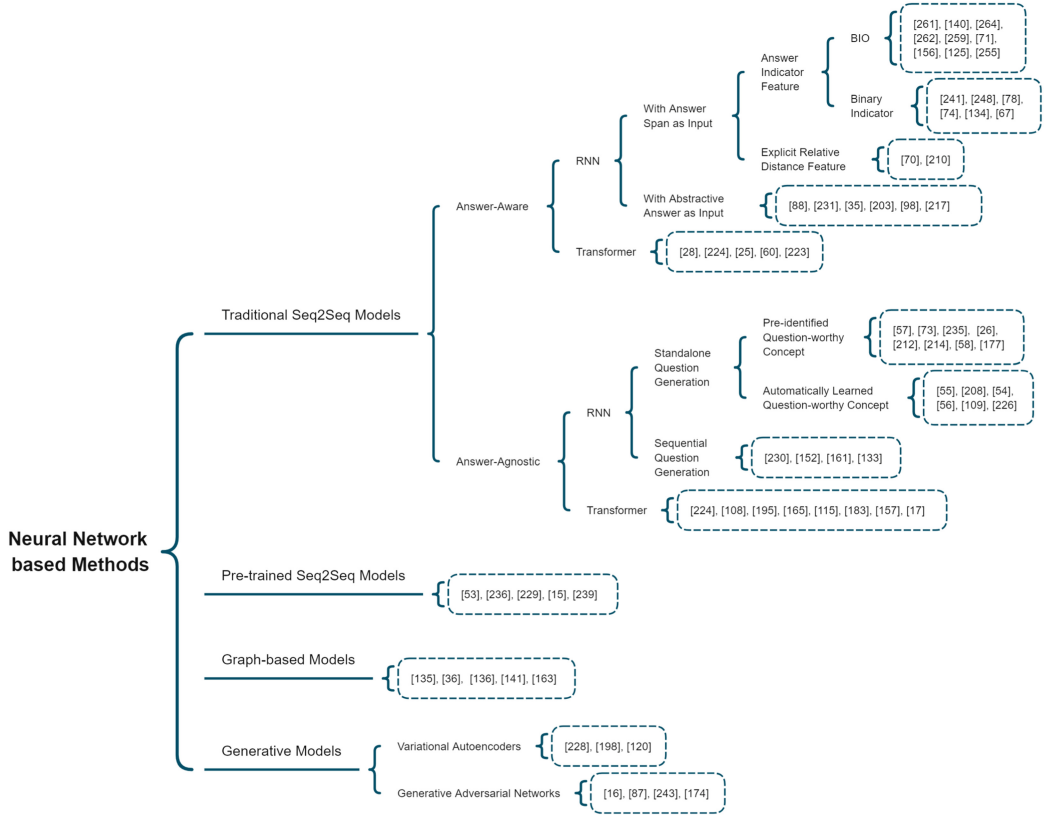 Neural Network
based Methods
Traditional Seq2Seq Models
Answer-Aware
RNN
With Answer
Span as Input
Answer
Indicator
Feature
BIO
[261], [140], [264],
[262], [259], [71],
[156], [125], [255]
Binary
Indicator
[241], [248], [78],
[74], [134], [67]
Explicit Relative
Distance Feature
[70], [210]
With Abstractive
Answer as Input
[88], [231], [35], [203], [98], [217]
Transformer
[28], [224], [25], [60], [223]
Answer-Agnostic
RNN
Standalone
Question
Generation
Pre-identified
Question-worthy
Concept
[57], [73], [235], [26],
[212], [214], [58], [177]
Automatically Learned
Question-worthy Concept
[55], [208], [54],
[56], [109], [226]
Sequential
Question
Generation
[230], [152], [161], [133]
Transformer
[224], [108], [195], [165], [115], [183], [157], [17]
Pre-trained Seq2Seq Models
[53], [236], [229], [15], [239]
Graph-based Models
[135], [36], [136], [141], [163]
Generative Models
Variational Autoencoders
[228], [198], [120]
Generative Adversarial Networks
[16], [87], [243], [174]